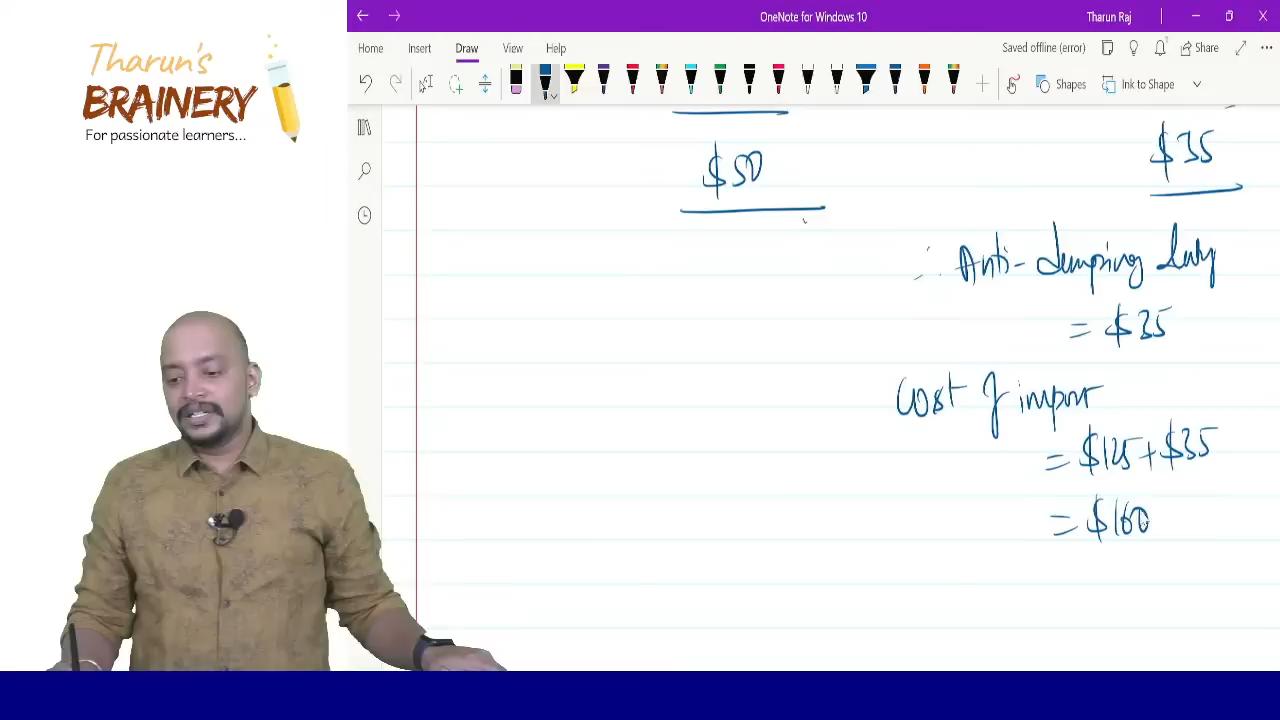 Tharun's
BRAINERY
For passionate learners...
OneNote for Windows 10
Tharun Raj
Home Insert Draw View Help
Saved offline (error)
Share
Shapes
Ink to Shape
$50
$35
∴ Anti-dumping duty
= $35
Cost of import
= $125 + $35
= $160